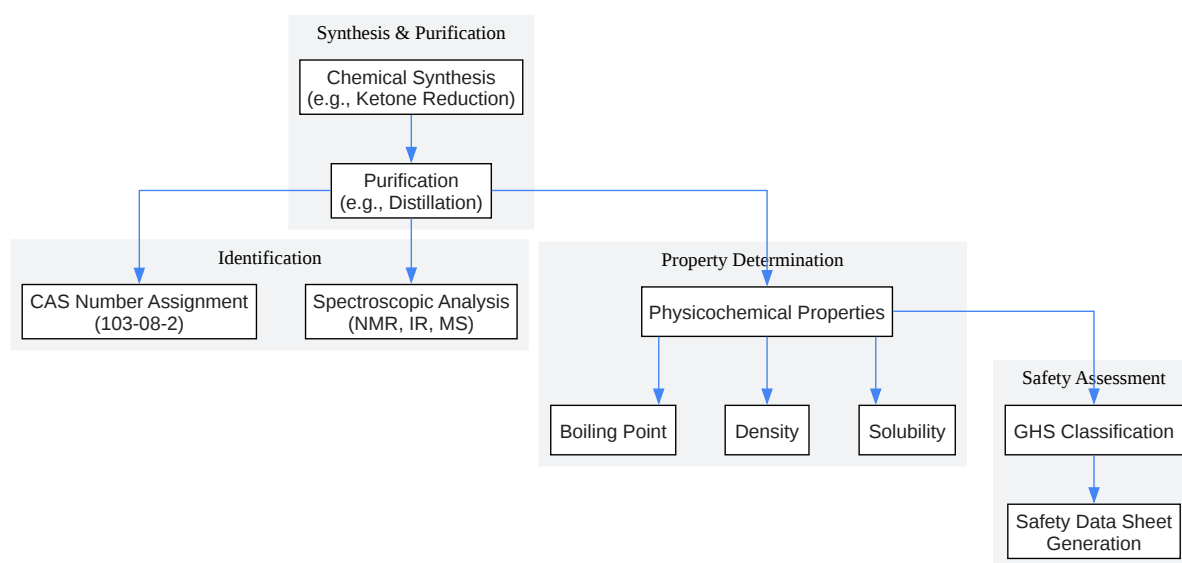 Synthesis & Purification
Chemical Synthesis
(e.g., Ketone Reduction)
Purification
(e.g., Distillation)
Identification
CAS Number Assignment
(103-08-2)
Spectroscopic Analysis
(NMR, IR, MS)
Property Determination
Physicochemical Properties
Boiling Point
Density
Solubility
Safety Assessment
GHS Classification
Safety Data Sheet
Generation